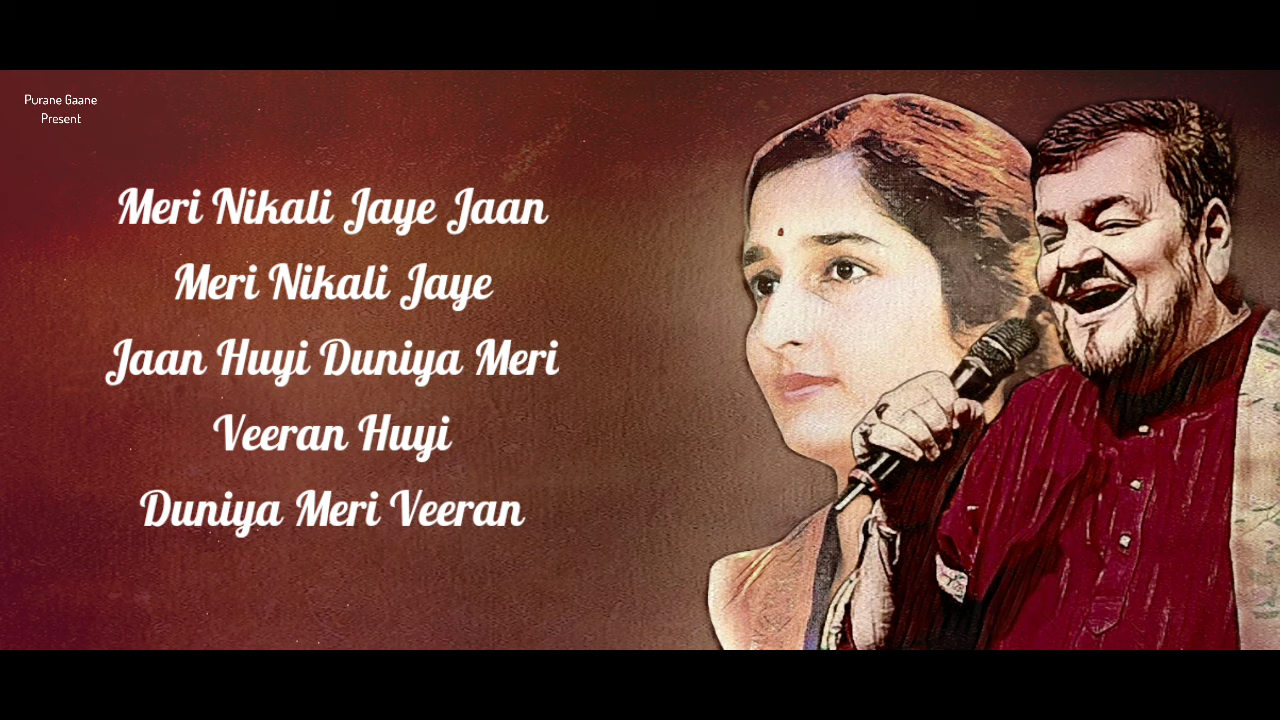 Purane Gaane
Present
Meri Nikali Jaye Jaan
Meri Nikali Jaye
Jaan Huyi Duniya Meri
Veeran Huyi
Duniya Meri Veeran